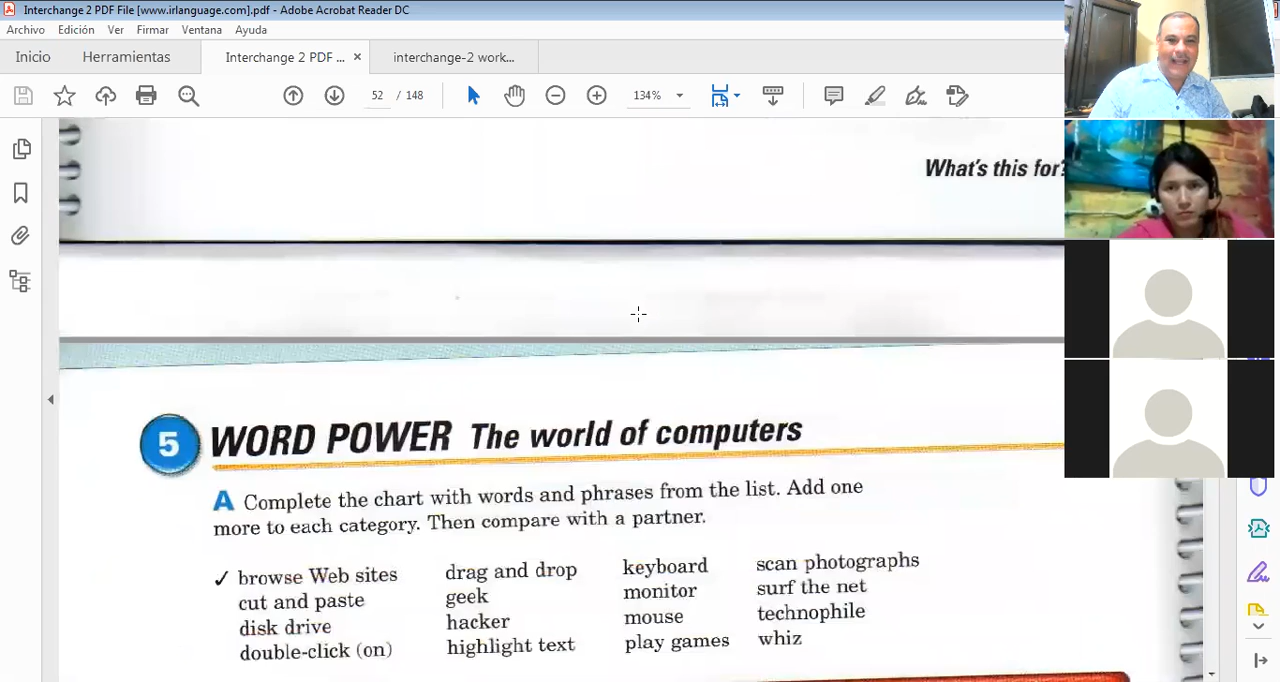 Interchange 2 PDF File [www.irlanguage.com].pdf - Adobe Acrobat Reader DC
Archivo Edición Ver Firmar Ventana Ayuda
Inicio Herramientas Interchange 2 PDF ... × interchange-2 work...
52 / 148 134%
What's this for?
5 WORD POWER The world of computers
A Complete the chart with words and phrases from the list. Add one
more to each category. Then compare with a partner.
✓ browse Web sites drag and drop keyboard scan photographs
cut and paste geek monitor surf the net
disk drive hacker mouse technophile
double-click (on) highlight text play games whiz